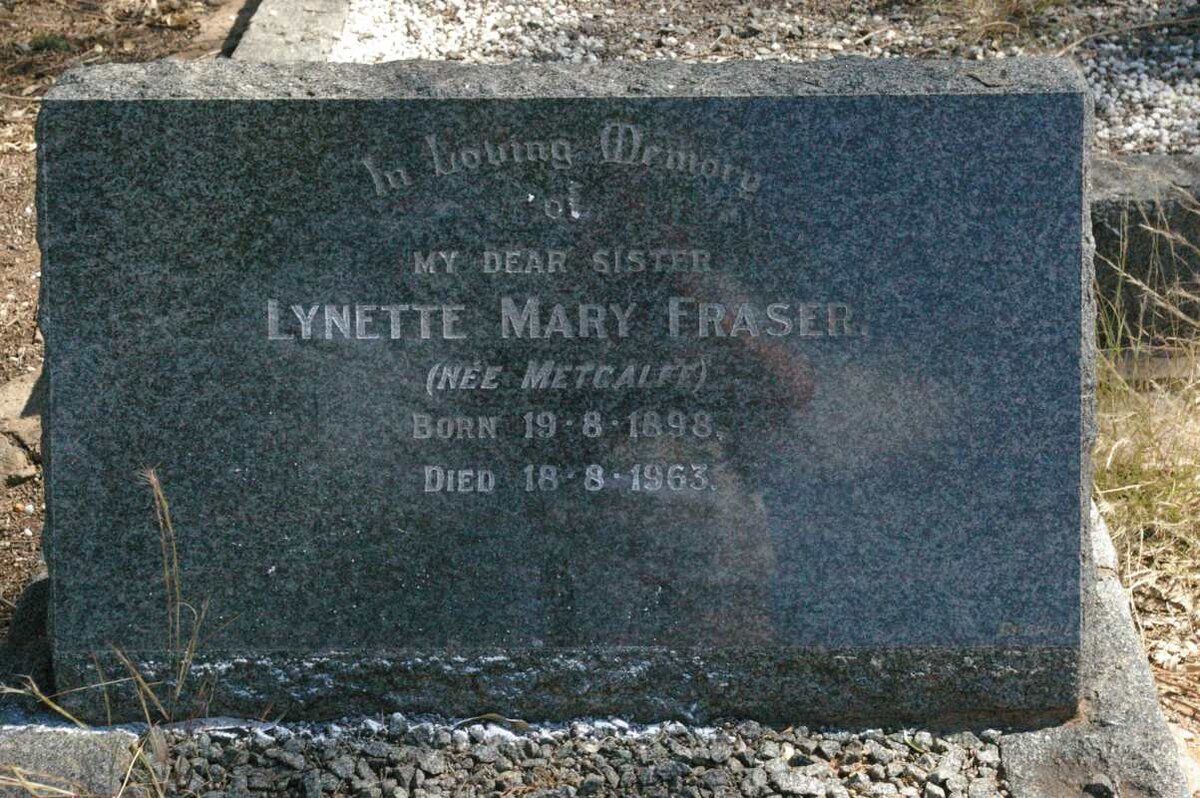 In Loving Memory
of
MY DEAR SISTER
LYNETTE MARY FRASER.
(NÈE METCALFE)
BORN 19·8·1898.
DIED 18·8·1963.